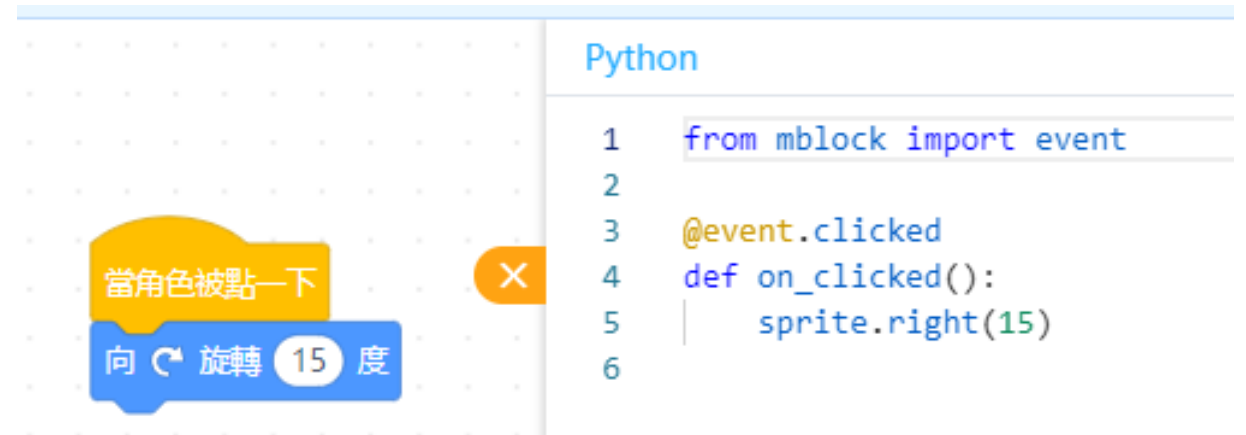 當角色被點一下
向 旋轉 15 度
Python
1 from mblock import event
2
3 @event.clicked
4 def on_clicked():
5     sprite.right(15)
6